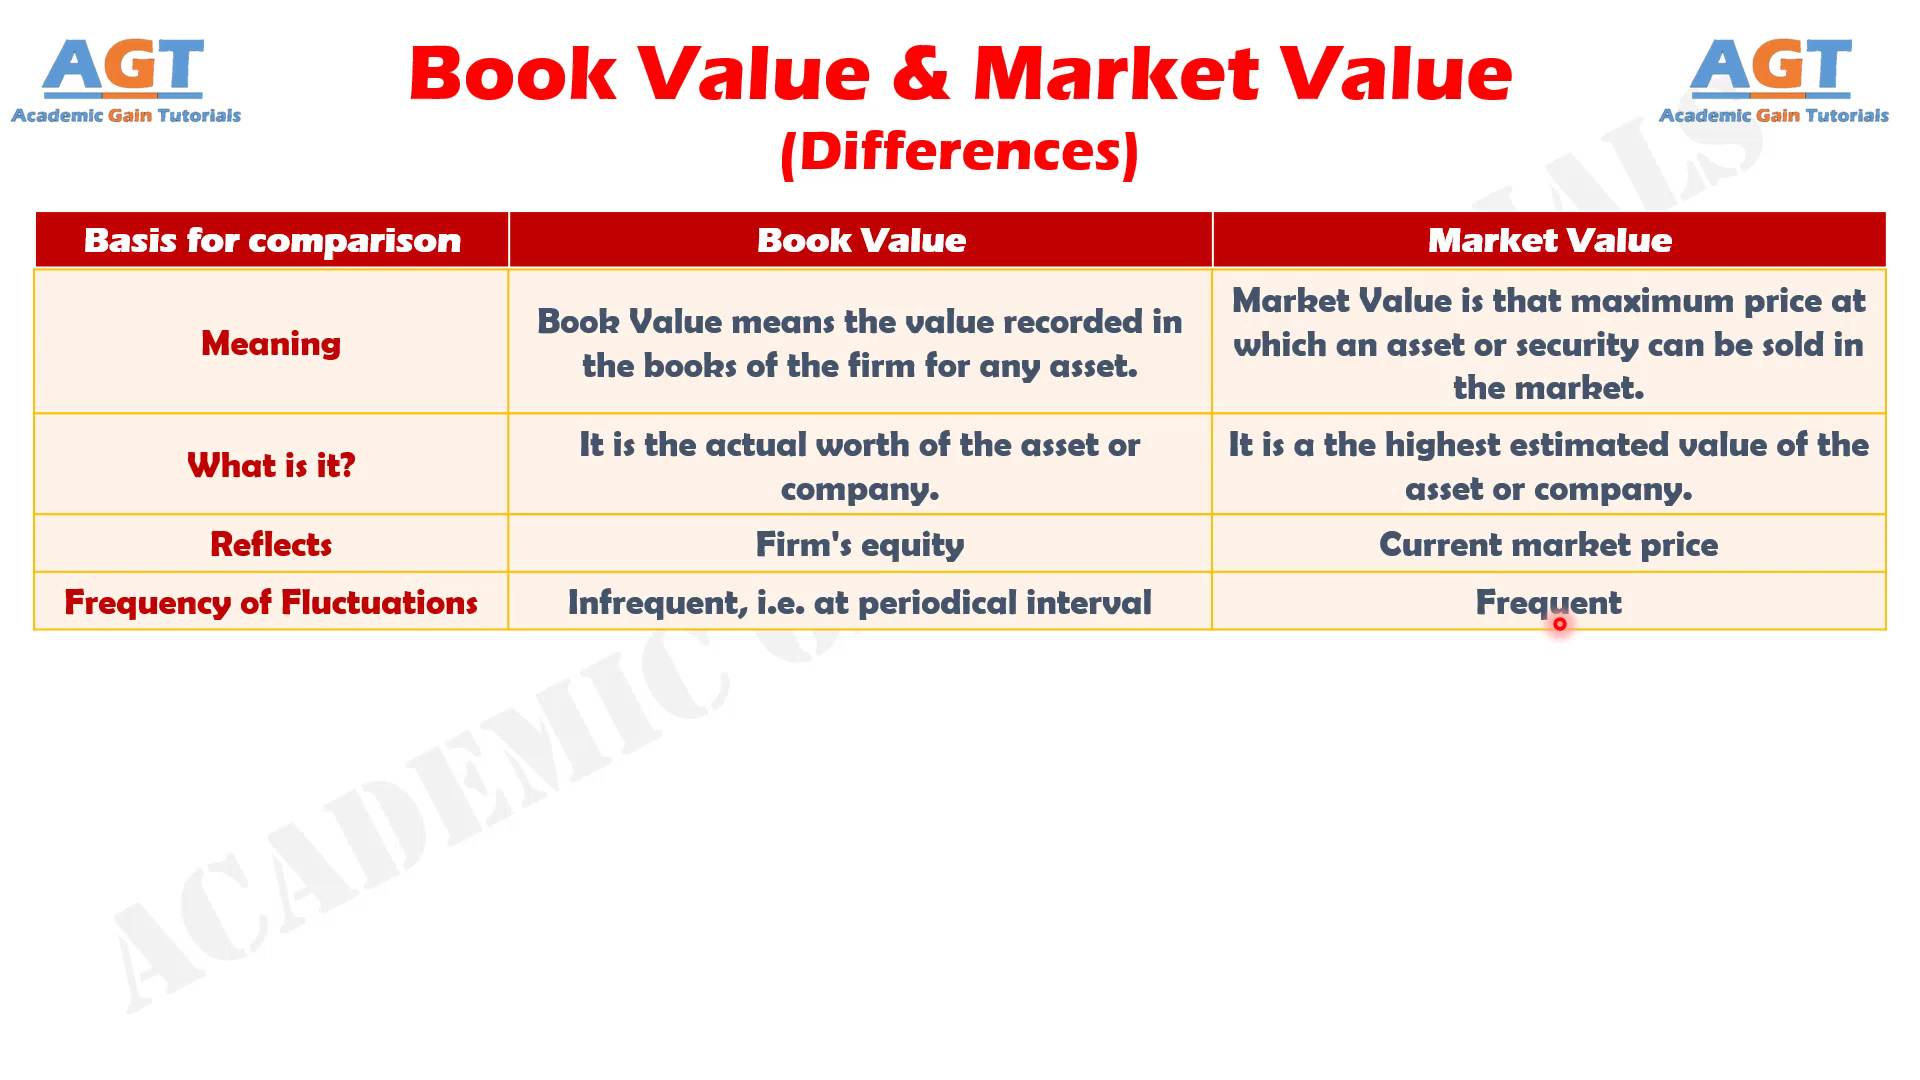 AGT
Academic Gain Tutorials
Book Value & Market Value
(Differences)
AGT
Academic Gain Tutorials
Basis for comparison
Book Value
Market Value
Meaning
Book Value means the value recorded in
the books of the firm for any asset.
Market Value is that maximum price at
which an asset or security can be sold in
the market.
What is it?
It is the actual worth of the asset or
company.
It is a the highest estimated value of the
asset or company.
Reflects
Firm's equity
Current market price
Frequency of Fluctuations
Infrequent, i.e. at periodical interval
Frequent
ACADEMIC